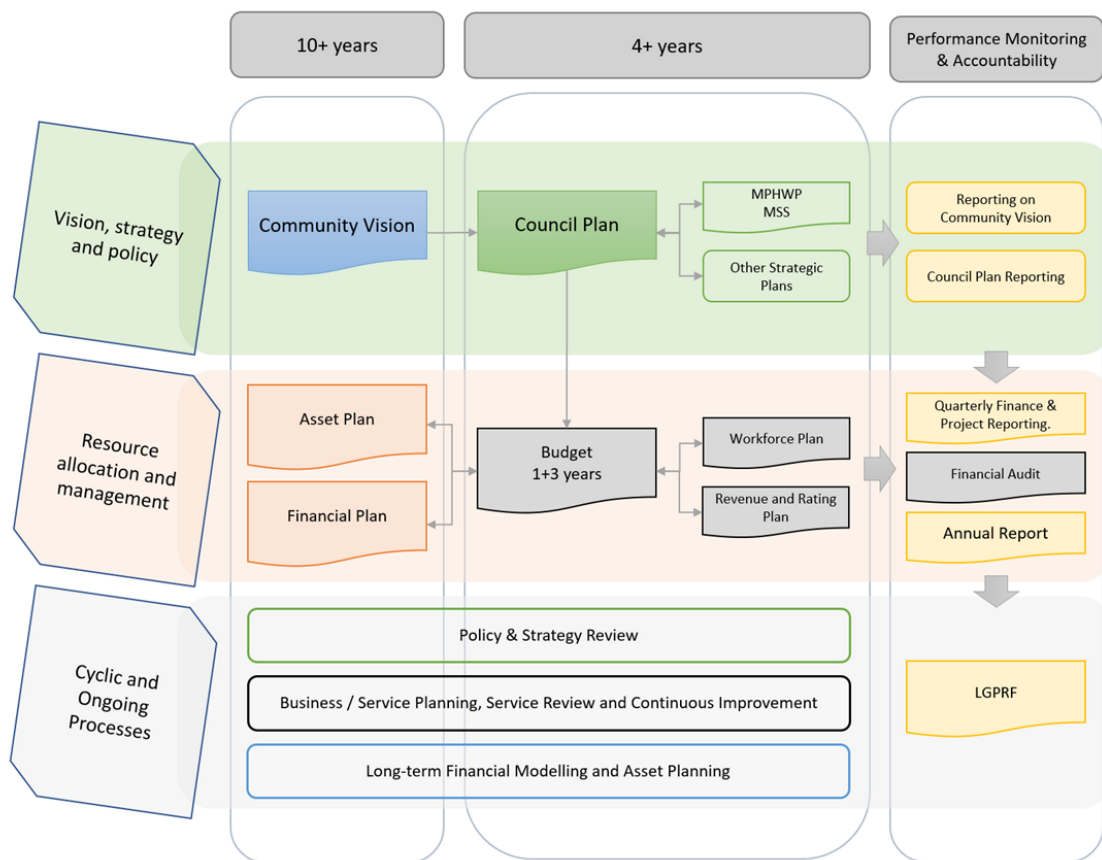 10+ years
4+ years
Performance Monitoring
& Accountability
Vision, strategy
and policy
Community Vision
Council Plan
MPHWP
MSS
Other Strategic
Plans
Reporting on
Community Vision
Council Plan Reporting
Resource
allocation and
management
Asset Plan
Financial Plan
Budget
1+3 years
Workforce Plan
Revenue and Rating
Plan
Quarterly Finance &
Project Reporting.
Financial Audit
Annual Report
Cyclic and
Ongoing
Processes
Policy & Strategy Review
Business / Service Planning, Service Review and Continuous Improvement
Long-term Financial Modelling and Asset Planning
LGPRF